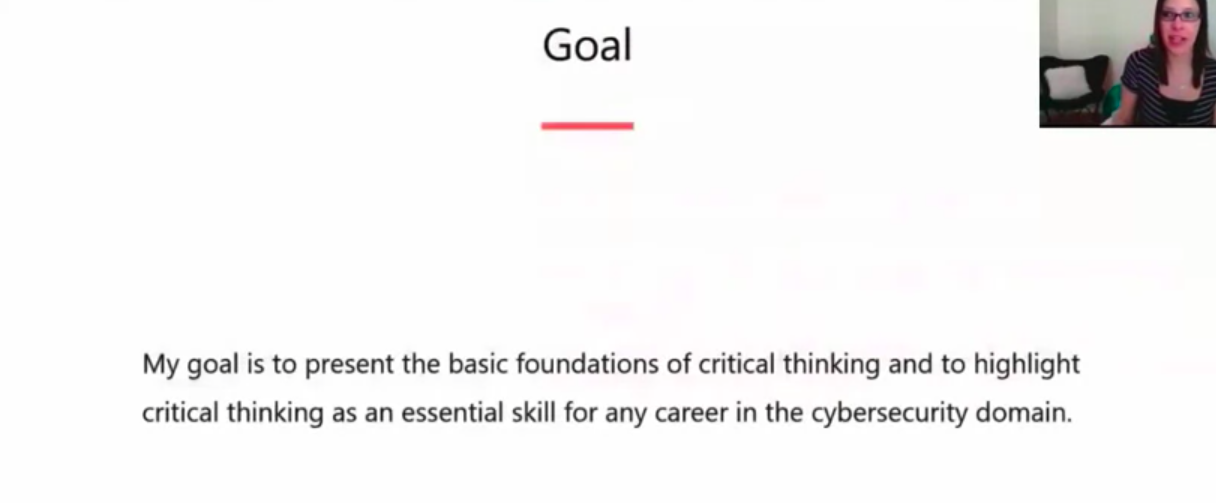 Goal
My goal is to present the basic foundations of critical thinking and to highlight
critical thinking as an essential skill for any career in the cybersecurity domain.